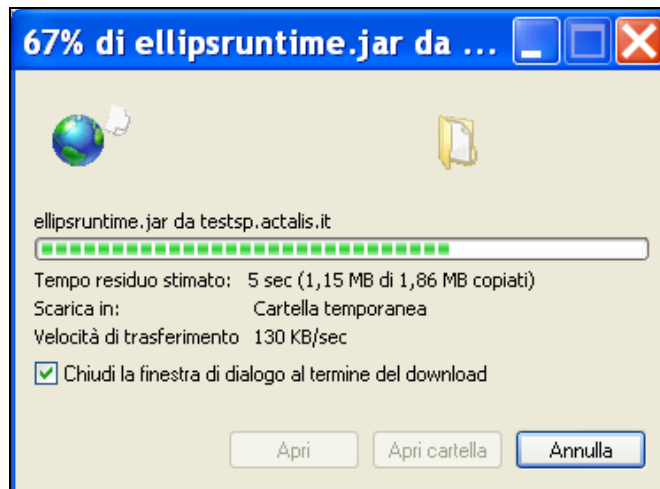 67% di ellipsruntime.jar da ...
ellipsruntime.jar da testsp.actalis.it
Tempo residuo stimato: 5 sec (1,15 MB di 1,86 MB copiati)
Scarica in: Cartella temporanea
Velocità di trasferimento 130 KB/sec
Chiudi la finestra di dialogo al termine del download
Apri Apri cartella Annulla